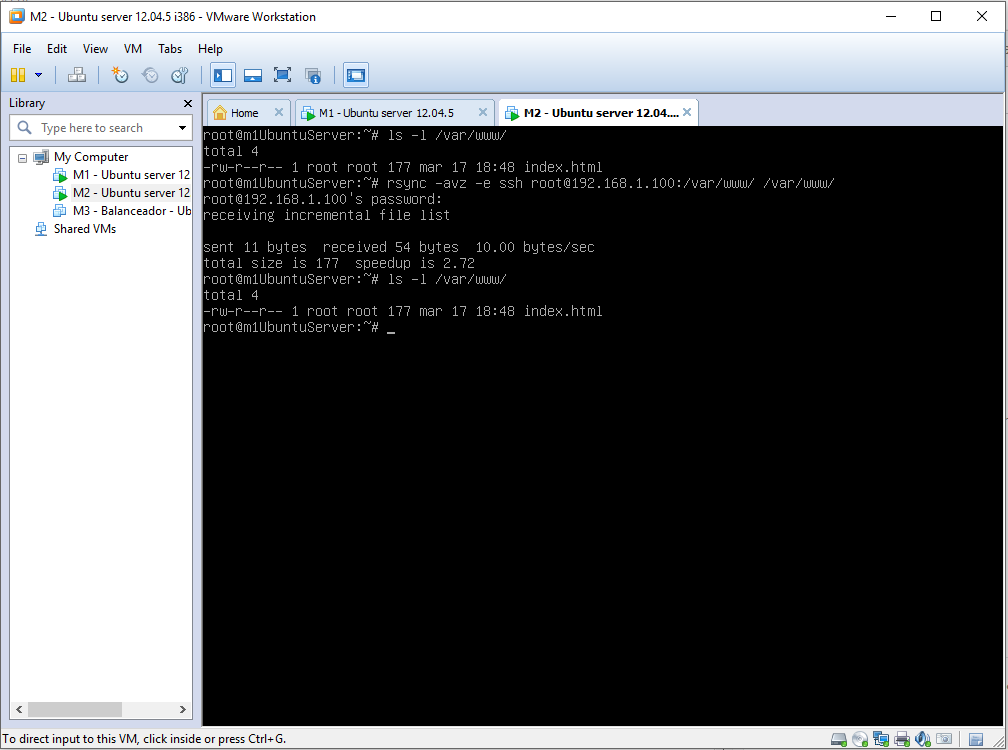 M2 - Ubuntu server 12.04.5 i386 - VMware Workstation
File Edit View VM Tabs Help
Library
Type here to search
My Computer
M1 - Ubuntu server 12
M2 - Ubuntu server 12
M3 - Balanceador - Ub
Shared VMs
Home
M1 - Ubuntu server 12.04.5
M2 - Ubuntu server 12.04....
root@m1UbuntuServer:~# ls -l /var/www/
total 4
-rw-r--r-- 1 root root 177 mar 17 18:48 index.html
root@m1UbuntuServer:~# rsync -avz -e ssh root@192.168.1.100:/var/www/ /var/www/
root@192.168.1.100's password:
receiving incremental file list
sent 11 bytes  received 54 bytes  10.00 bytes/sec
total size is 177  speedup is 2.72
root@m1UbuntuServer:~# ls -l /var/www/
total 4
-rw-r--r-- 1 root root 177 mar 17 18:48 index.html
root@m1UbuntuServer:~# _
To direct input to this VM, click inside or press Ctrl+G.